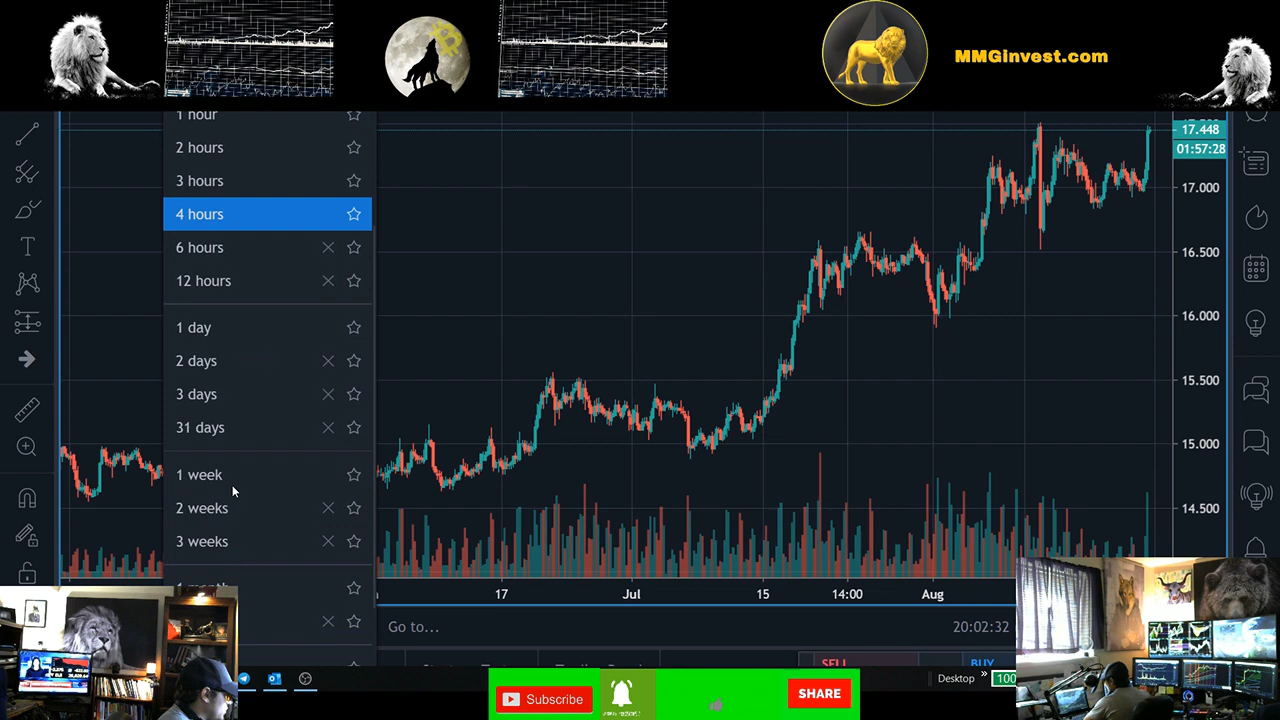 MMGinvest.com
1 hour
2 hours
3 hours
4 hours
6 hours
12 hours
1 day
2 days
3 days
31 days
1 week
2 weeks
3 weeks
17.448
01:57:28
17.000
16.500
16.000
15.500
15.000
14.500
17
Jul
15
14:00
Aug
Go to...
20:02:32
SELL
BUY
Desktop
100
Subscribe
SHARE